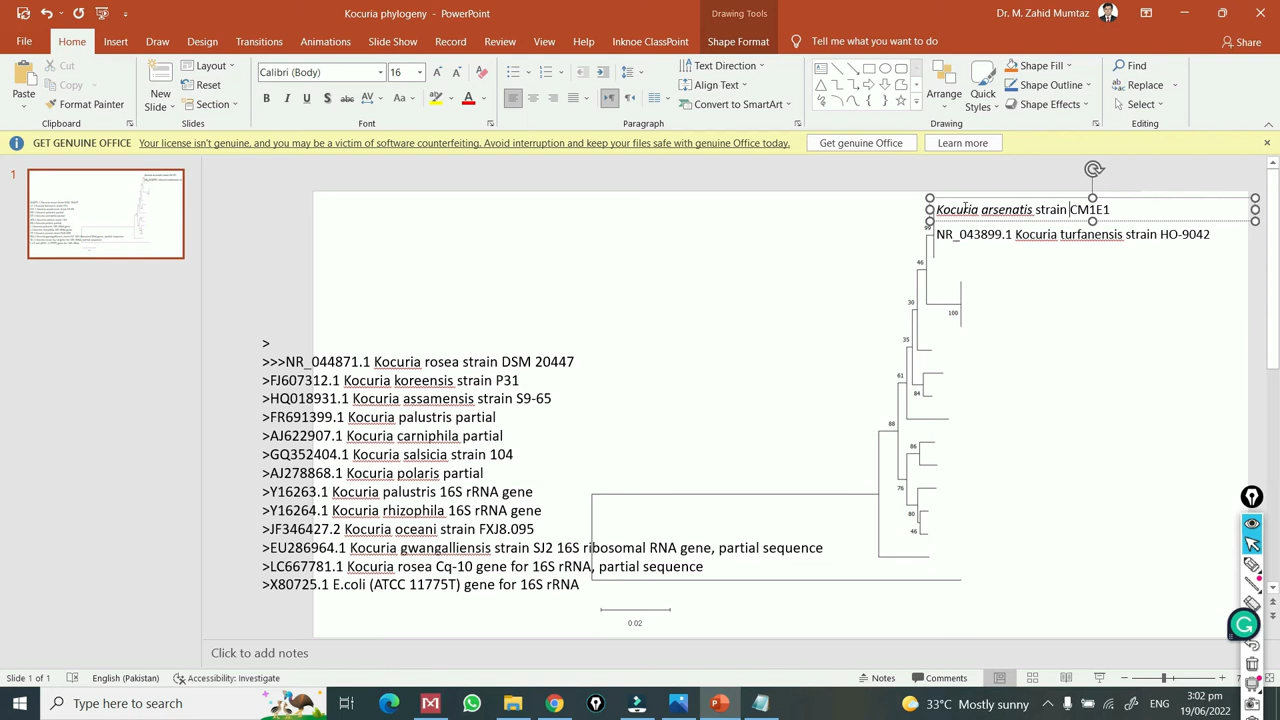 Kocuria phylogeny - PowerPoint
Drawing Tools
Dr. M. Zahid Mumtaz
File Home Insert Draw Design Transitions Animations Slide Show Record Review View Help Inknoe ClassPoint Shape Format Tell me what you want to do Share
Paste
Cut
Copy
Format Painter
Clipboard
New Slide
Layout
Reset
Section
Slides
Calibri (Body) 16
Font
Text Direction
Align Text
Convert to SmartArt
Paragraph
Arrange
Quick Styles
Shape Fill
Shape Outline
Shape Effects
Drawing
Find
Replace
Select
Editing
GET GENUINE OFFICE Your license isn't genuine, and you may be a victim of software counterfeiting. Avoid interruption and keep your files safe with genuine Office today. Get genuine Office Learn more
1
Kocuria arsenatis strain CM1E1
NR_043899.1 Kocuria turfanensis strain HO-9042
99
46
30
100
35
61
84
88
86
76
80
46
>
>>>NR_044871.1 Kocuria rosea strain DSM 20447
>FJ607312.1 Kocuria koreensis strain P31
>HQ018931.1 Kocuria assamensis strain S9-65
>FR691399.1 Kocuria palustris partial
>AJ622907.1 Kocuria carniphila partial
>GQ352404.1 Kocuria salsicia strain 104
>AJ278868.1 Kocuria polaris partial
>Y16263.1 Kocuria palustris 16S rRNA gene
>Y16264.1 Kocuria rhizophila 16S rRNA gene
>JF346427.2 Kocuria oceani strain FXJ8.095
>EU286964.1 Kocuria gwangalliensis strain SJ2 16S ribosomal RNA gene, partial sequence
>LC667781.1 Kocuria rosea Cq-10 gene for 16S rRNA, partial sequence
>X80725.1 E.coli (ATCC 11775T) gene for 16S rRNA
0.02
Click to add notes
Slide 1 of 1 English (Pakistan) Accessibility: Investigate Notes Comments
Type here to search
33°C Mostly sunny
ENG
3:02 pm
19/06/2022